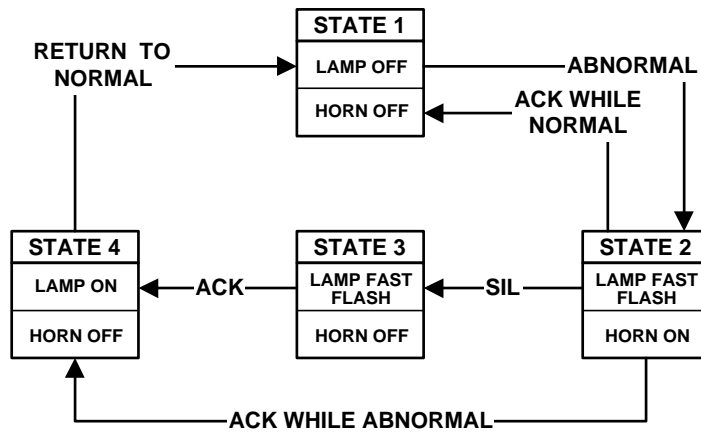 STATE 1
LAMP OFF
HORN OFF
RETURN TO
NORMAL
ABNORMAL
ACK WHILE
NORMAL
STATE 4
LAMP ON
HORN OFF
ACK
STATE 3
LAMP FAST
FLASH
HORN OFF
SIL
STATE 2
LAMP FAST
FLASH
HORN ON
ACK WHILE ABNORMAL